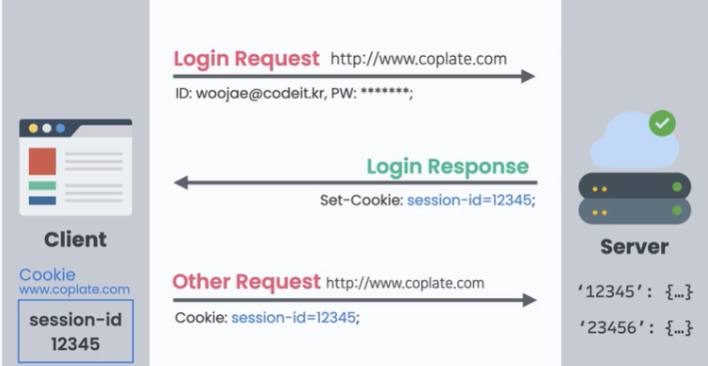 Login Request http://www.coplate.com
ID: woojae@codeit.kr, PW: *******;
Login Response
Set-Cookie: session-id=12345;
Client
Server
Cookie
www.coplate.com
session-id
12345
Other Request http://www.coplate.com
Cookie: session-id=12345;
‘12345’: {…}
‘23456’: {…}